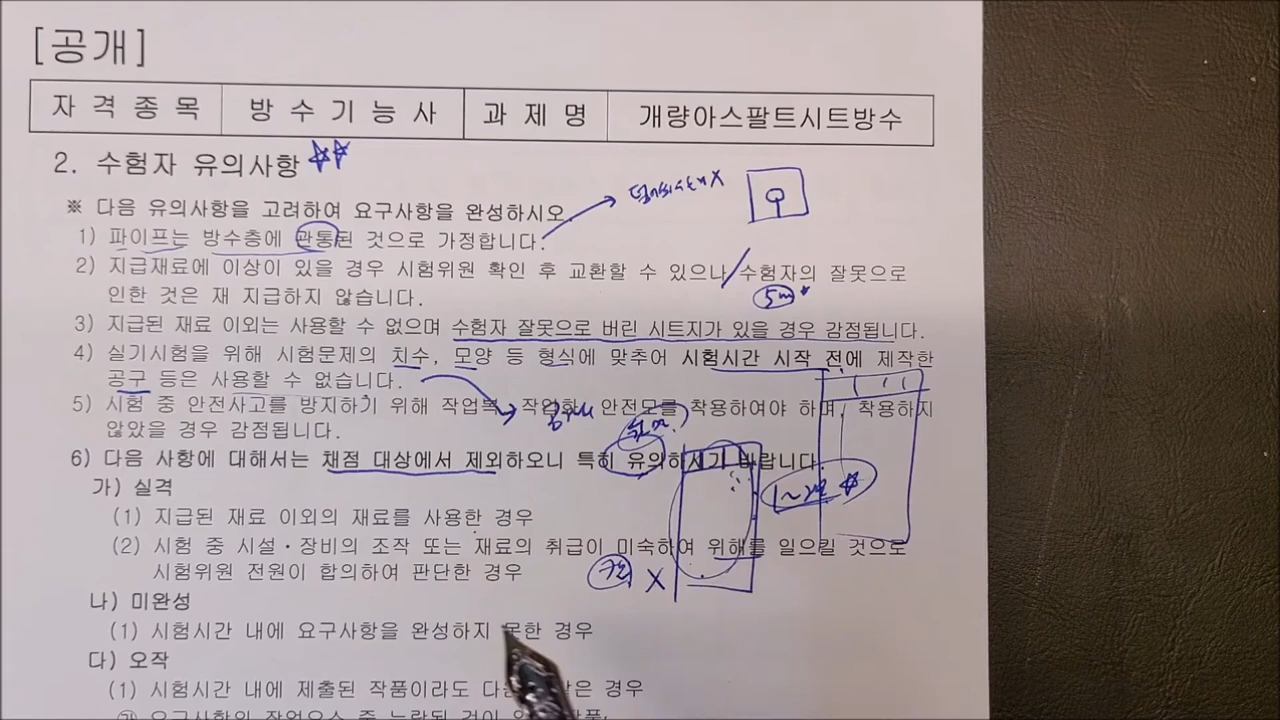 [공개]
자 격 종 목 방 수 기 능 사 과 제 명 개량아스팔트시트방수
2. 수험자 유의사항
※ 다음 유의사항을 고려하여 요구사항을 완성하시오.
1) 파이프는 방수층에 관통된 것으로 가정합니다.
2) 지급재료에 이상이 있을 경우 시험위원 확인 후 교환할 수 있으나 수험자의 잘못으로
인한 것은 재 지급하지 않습니다.
5m
3) 지급된 재료 이외는 사용할 수 없으며 수험자 잘못으로 버린 시트지가 있을 경우 감점됩니다.
4) 실기시험을 위해 시험문제의 치수, 모양 등 형식에 맞추어 시험시간 시작 전에 제작한
공구 등은 사용할 수 없습니다.
5) 시험 중 안전사고를 방지하기 위해 작업복, 작업화, 안전모를 착용하여야 하며, 착용하지
않았을 경우 감점됩니다.
6) 다음 사항에 대해서는 채점 대상에서 제외하오니 특히 유의하시기 바랍니다.
가) 실격
(1) 지급된 재료 이외의 재료를 사용한 경우
(2) 시험 중 시설·장비의 조작 또는 재료의 취급이 미숙하여 위해를 일으킬 것으로
시험위원 전원이 합의하여 판단한 경우
X
나) 미완성
(1) 시험시간 내에 요구사항을 완성하지 못한 경우
다) 오작
(1) 시험시간 내에 제출된 작품이라도 경우
㉮ 요구사항의 작업요소 중 누락된 것이